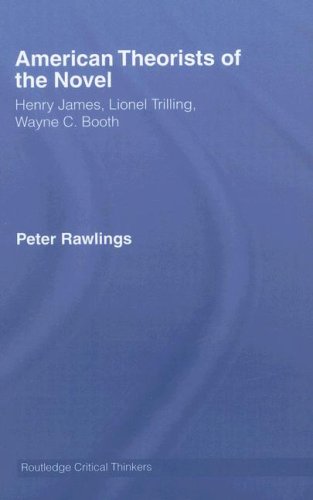 American Theorists of
the Novel
Henry James, Lionel Trilling,
Wayne C. Booth
Peter Rawlings
Routledge Critical Thinkers